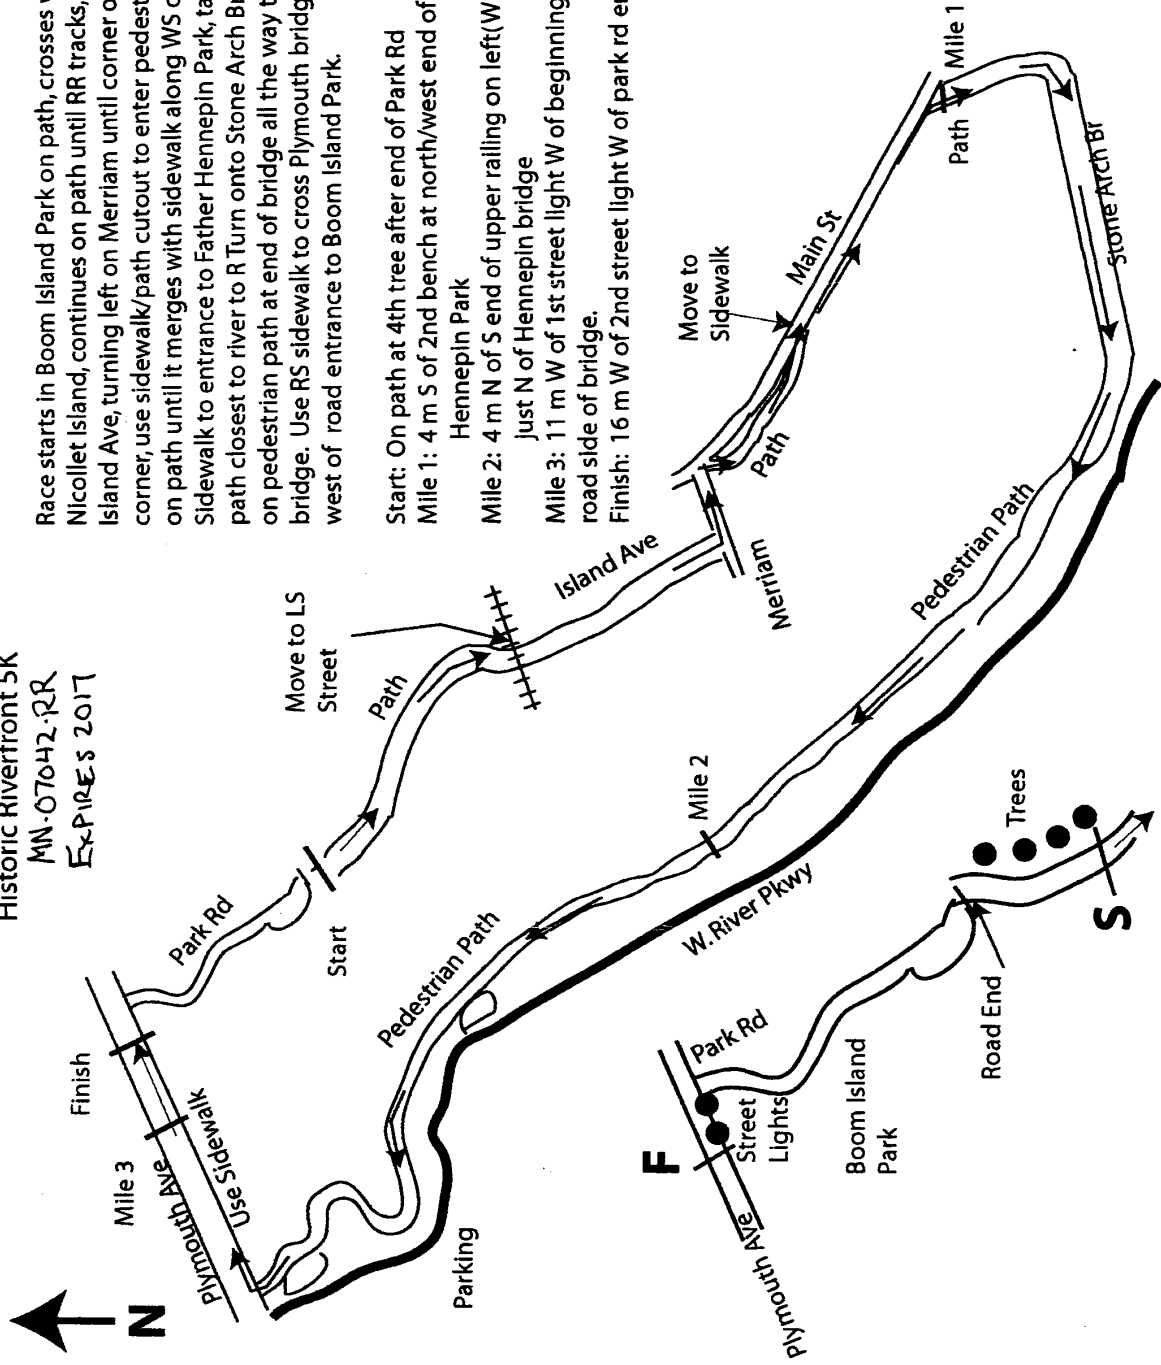 Historic Riverfront 5K
MN-07042-RR
EXPIRES 2017
Race starts in Boom Island Park on path, crosses
Nicollet Island, continues on path until RR tracks,
Island Ave, turning left on Merriam until corner
corner, use sidewalk/path cutout to enter
on path until it merges with sidewalk along WS
Sidewalk to entrance to Father Hennepin Park,
path closest to river to R Turn onto Stone Arch
on pedestrian path at end of bridge all the way
bridge. Use RS sidewalk to cross Plymouth
west of road entrance to Boom Island Park.
Start: On path at 4th tree after end of Park Rd
Mile 1: 4 m S of 2nd bench at north/west end of
Hennepin Park
Mile 2: 4 m N of S end of upper railing on left(W
just N of Hennepin bridge
Mile 3: 11 m W of 1st street light W of beginning
road side of bridge.
Finish: 16 m W of 2nd street light W of park rd
N
Finish
Mile 3
Plymouth Ave
Use Sidewalk
Park Rd
Start
Path
Move to LS
Street
Island Ave
Merriam
Path
Move to
Sidewalk
Main St
Path
Mile 1
Stone Arch Br
Pedestrian Path
Mile 2
W. River Pkwy
Pedestrian Path
Parking
F
Plymouth Ave
Park Rd
Street
Lights
Boom Island
Park
Road End
Trees
S